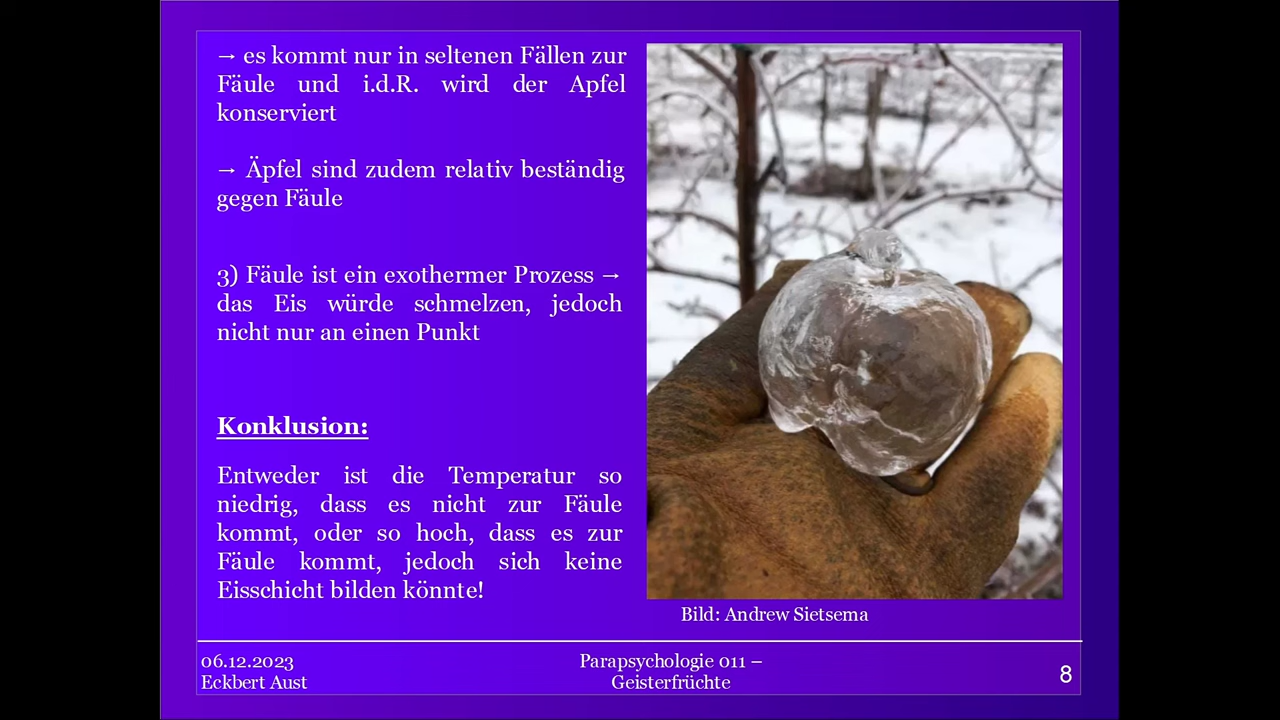 → es kommt nur in seltenen Fällen zur
Fäule und i.d.R. wird der Apfel
konserviert
→ Äpfel sind zudem relativ beständig
gegen Fäule
3) Fäule ist ein exothermer Prozess →
das Eis würde schmelzen, jedoch
nicht nur an einen Punkt
Konklusion:
Entweder ist die Temperatur so
niedrig, dass es nicht zur Fäule
kommt, oder so hoch, dass es zur
Fäule kommt, jedoch sich keine
Eisschicht bilden könnte!
Bild: Andrew Sietsema
06.12.2023
Eckbert Aust
Parapsychologie 011 –
Geisterfrüchte
8